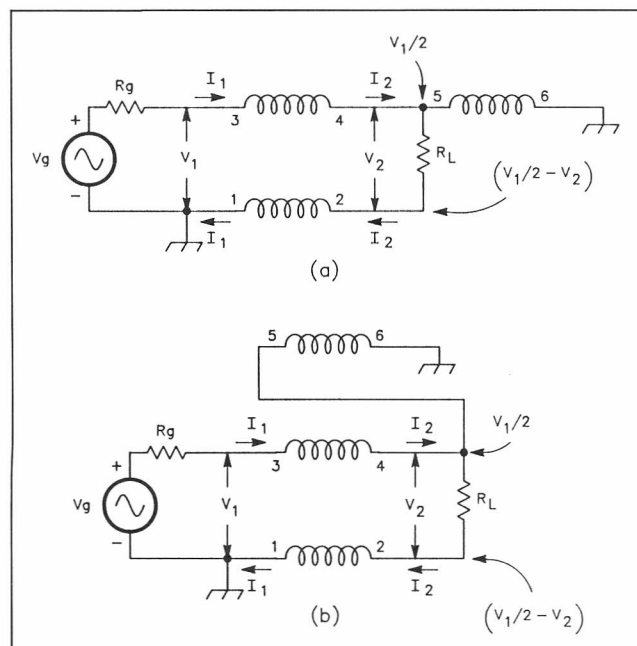 V1/2
Rg I1 I2 5 6
3 4
+ Vg - V1 V2 RL
1 2
(V1/2 - V2)
I1 I2
(a)
5 6
Rg I1 I2 V1/2
3 4
+ Vg - V1 V2 RL
1 2
I1 I2
(V1/2 - V2)
(b)